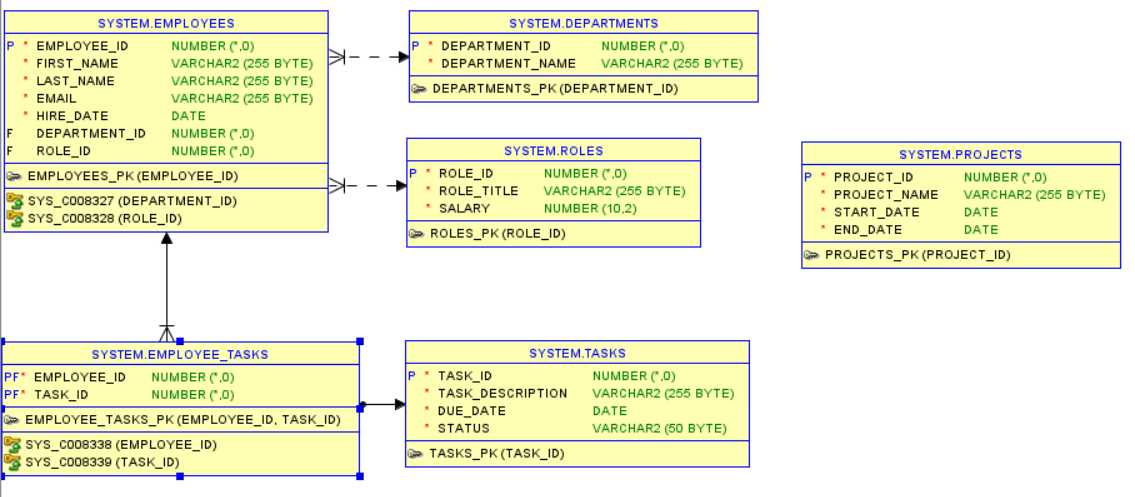 SYSTEM.EMPLOYEES
P * EMPLOYEE_ID NUMBER (*,0)
* FIRST_NAME VARCHAR2 (255 BYTE)
* LAST_NAME VARCHAR2 (255 BYTE)
* EMAIL VARCHAR2 (255 BYTE)
* HIRE_DATE DATE
F DEPARTMENT_ID NUMBER (*,0)
F ROLE_ID NUMBER (*,0)
EMPLOYEES_PK (EMPLOYEE_ID)
SYS_C008327 (DEPARTMENT_ID)
SYS_C008328 (ROLE_ID)
SYSTEM.DEPARTMENTS
P * DEPARTMENT_ID NUMBER (*,0)
* DEPARTMENT_NAME VARCHAR2 (255 BYTE)
DEPARTMENTS_PK (DEPARTMENT_ID)
SYSTEM.ROLES
P * ROLE_ID NUMBER (*,0)
* ROLE_TITLE VARCHAR2 (255 BYTE)
* SALARY NUMBER (10,2)
ROLES_PK (ROLE_ID)
SYSTEM.PROJECTS
P * PROJECT_ID NUMBER (*,0)
* PROJECT_NAME VARCHAR2 (255 BYTE)
* START_DATE DATE
* END_DATE DATE
PROJECTS_PK (PROJECT_ID)
SYSTEM.EMPLOYEE_TASKS
PF* EMPLOYEE_ID NUMBER (*,0)
PF* TASK_ID NUMBER (*,0)
EMPLOYEE_TASKS_PK (EMPLOYEE_ID, TASK_ID)
SYS_C008338 (EMPLOYEE_ID)
SYS_C008339 (TASK_ID)
SYSTEM.TASKS
P * TASK_ID NUMBER (*,0)
* TASK_DESCRIPTION VARCHAR2 (255 BYTE)
* DUE_DATE DATE
* STATUS VARCHAR2 (50 BYTE)
TASKS_PK (TASK_ID)